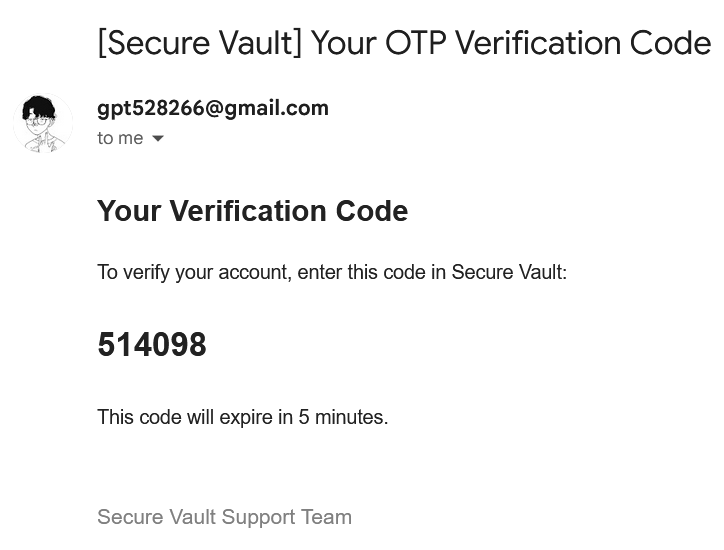 [Secure Vault] Your OTP Verification Code
gpt528266@gmail.com
to me
Your Verification Code
To verify your account, enter this code in Secure Vault:
514098
This code will expire in 5 minutes.
Secure Vault Support Team